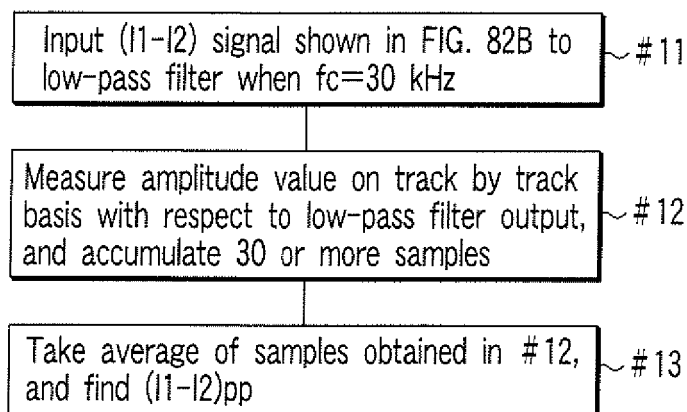 Input (I1-I2) signal shown in FIG. 82B to
low-pass filter when fc=30 kHz
#11
Measure amplitude value on track by track
basis with respect to low-pass filter output,
and accumulate 30 or more samples
#12
Take average of samples obtained in #12,
and find (I1-I2)pp
#13